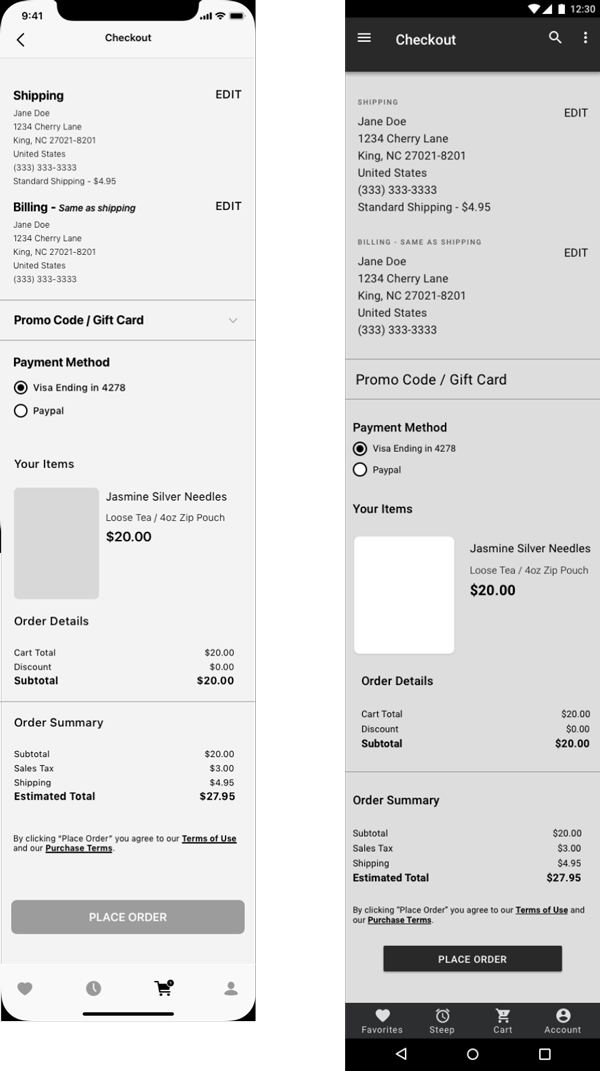 9:41
Checkout
Shipping
EDIT
Jane Doe
1234 Cherry Lane
King, NC 27021-8201
United States
(333) 333-3333
Standard Shipping - $4.95
Billing - Same as shipping
EDIT
Jane Doe
1234 Cherry Lane
King, NC 27021-8201
United States
(333) 333-3333
Promo Code / Gift Card
Payment Method
Visa Ending in 4278
Paypal
Your Items
Jasmine Silver Needles
Loose Tea / 4oz Zip Pouch
$20.00
Order Details
Cart Total $20.00
Discount $0.00
Subtotal $20.00
Order Summary
Subtotal $20.00
Sales Tax $3.00
Shipping $4.95
Estimated Total $27.95
By clicking "Place Order" you agree to our Terms of Use
and our Purchase Terms.
PLACE ORDER
12:30
Checkout
SHIPPING
EDIT
Jane Doe
1234 Cherry Lane
King, NC 27021-8201
United States
(333) 333-3333
Standard Shipping - $4.95
BILLING - SAME AS SHIPPING
EDIT
Jane Doe
1234 Cherry Lane
King, NC 27021-8201
United States
(333) 333-3333
Promo Code / Gift Card
Payment Method
Visa Ending in 4278
Paypal
Your Items
Jasmine Silver Needles
Loose Tea / 4oz Zip Pouch
$20.00
Order Details
Cart Total $20.00
Discount $0.00
Subtotal $20.00
Order Summary
Subtotal $20.00
Sales Tax $3.00
Shipping $4.95
Estimated Total $27.95
By clicking "Place Order" you agree to our Terms of Use and
our Purchase Terms.
PLACE ORDER
Favorites Steep Cart Account